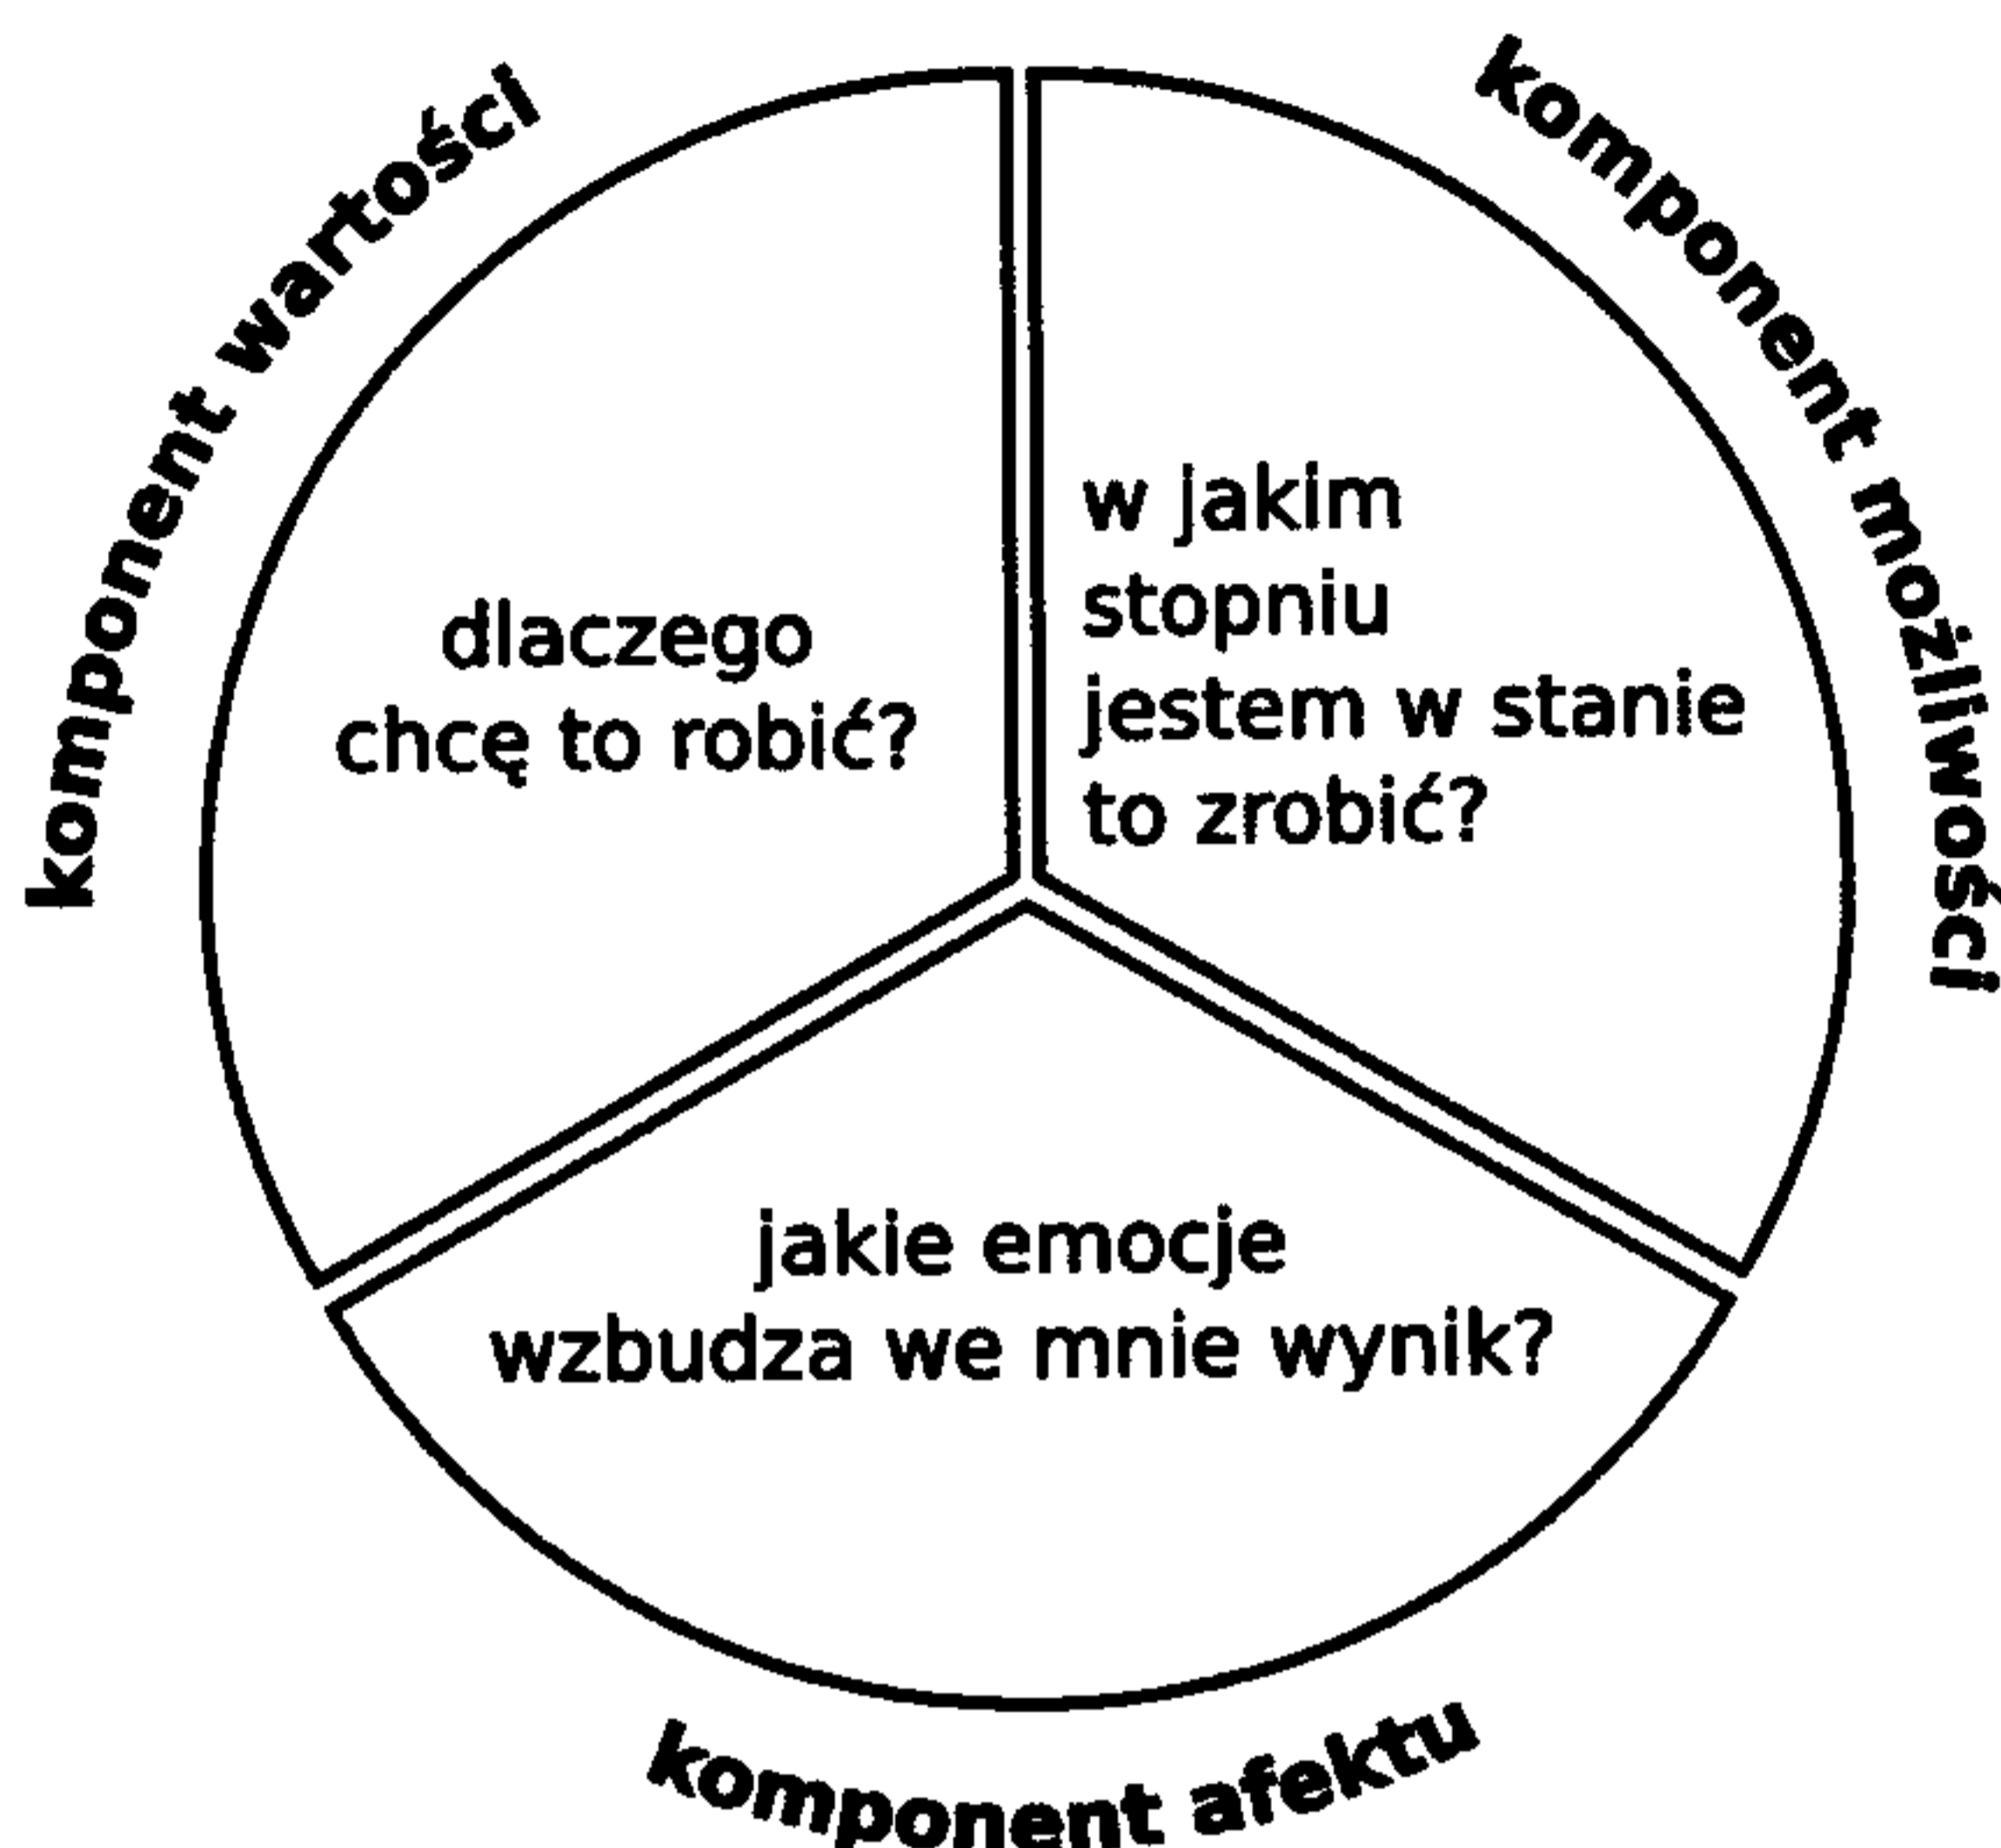 komponent wartości
komponent możliwości
dlaczego
chcę to robić?
w jakim
stopniu
jestem w stanie
to zrobić?
jakie emocje
wzbudza we mnie wynik?
komponent afektu